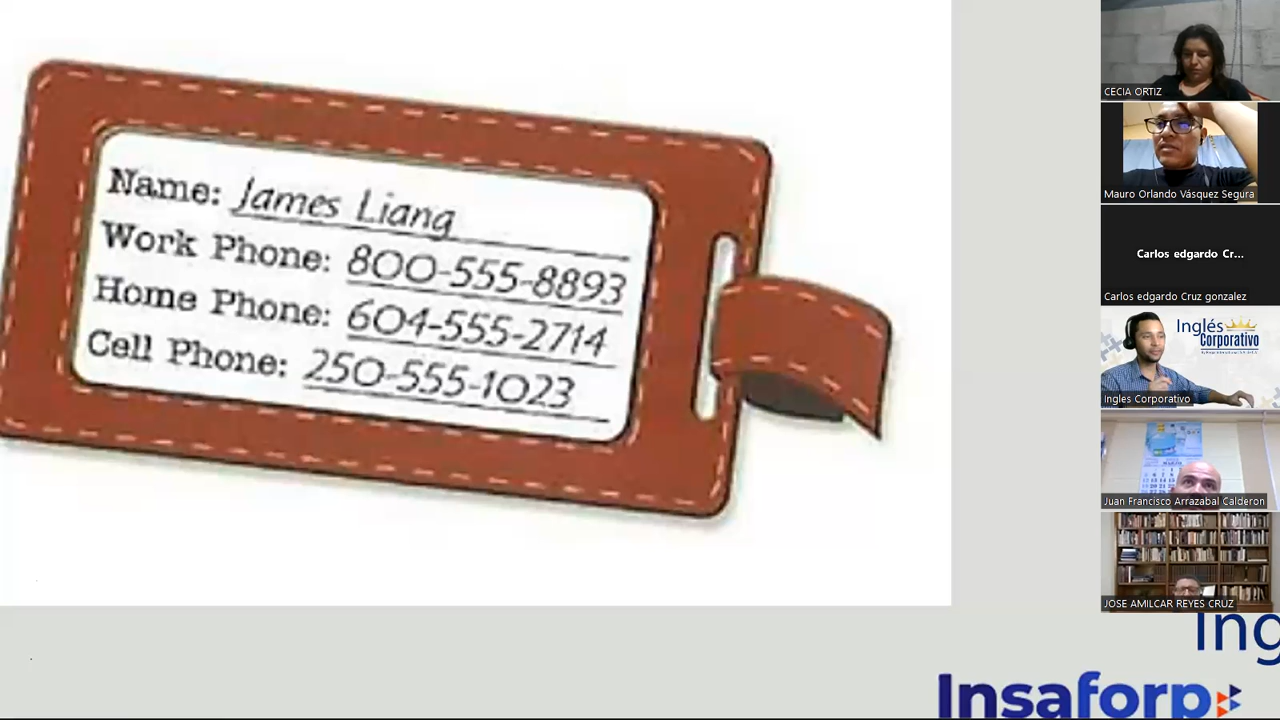 Name: James Liang
Work Phone: 800-555-8893
Home Phone: 604-555-2714
Cell Phone: 250-555-1023
CECIA ORTIZ
Mauro Orlando Vásquez Segura
Carlos edgardo Cr...
Carlos edgardo Cruz gonzalez
Inglés
Corporativo
Ingles Corporativo
MARZO
Juan Francisco Arrazabal Calderon
JOSE AMILCAR REYES CRUZ
Ing
Insaforp